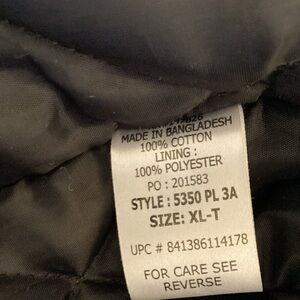 MADE IN BANGLADESH
100% COTTON
LINING :
100% POLYESTER
PO : 201583
STYLE : 5350 PL 3A
SIZE: XL-T
UPC # 841386114178
FOR CARE SEE
REVERSE